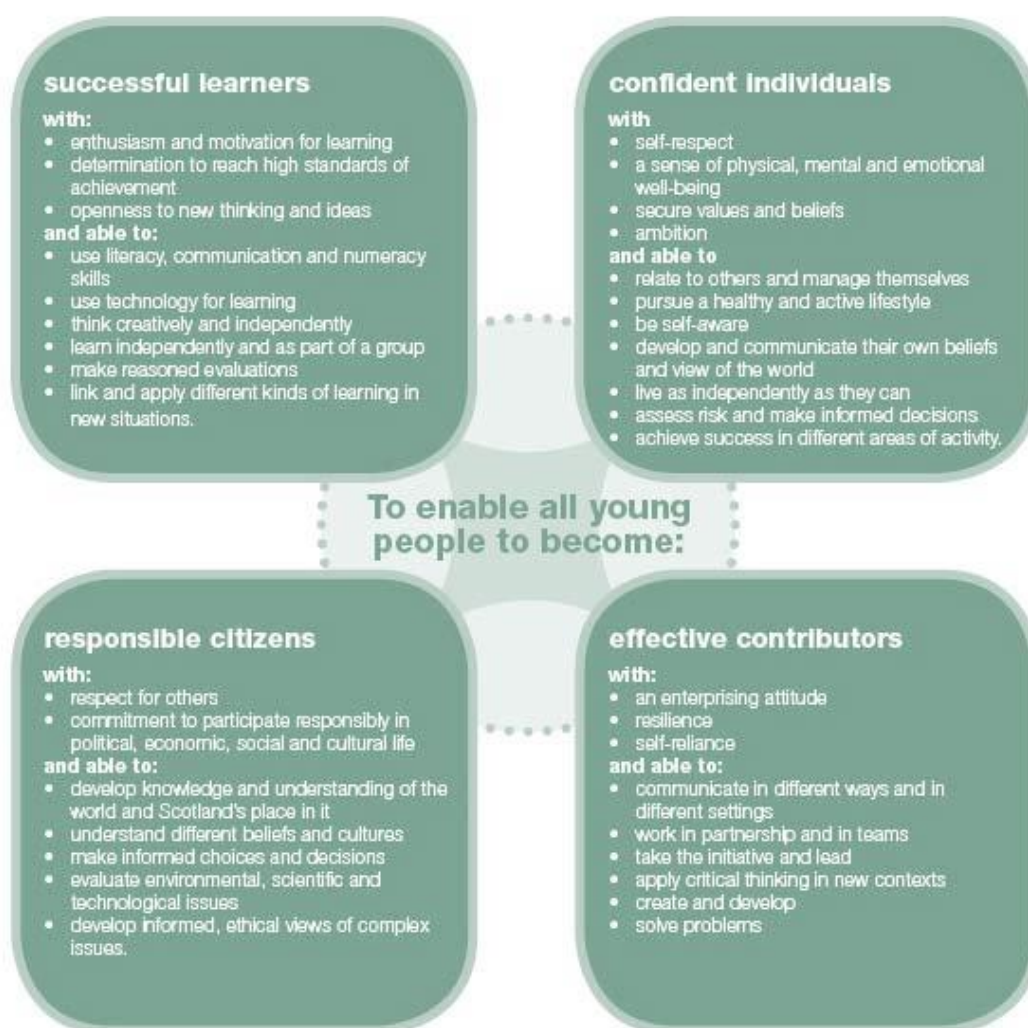 successful learners
with:
• enthusiasm and motivation for learning
• determination to reach high standards of
achievement
• openness to new thinking and ideas
and able to:
• use literacy, communication and numeracy
skills
• use technology for learning
• think creatively and independently
• learn independently and as part of a group
• make reasoned evaluations
• link and apply different kinds of learning in
new situations.
confident individuals
with
• self-respect
• a sense of physical, mental and emotional
well-being
• secure values and beliefs
• ambition
and able to
• relate to others and manage themselves
• pursue a healthy and active lifestyle
• be self-aware
• develop and communicate their own beliefs
and view of the world
• live as independently as they can
• assess risk and make informed decisions
• achieve success in different areas of activity.
To enable all young
people to become:
responsible citizens
with:
• respect for others
• commitment to participate responsibly in
political, economic, social and cultural life
and able to:
• develop knowledge and understanding of the
world and Scotland's place in it
• understand different beliefs and cultures
• make informed choices and decisions
• evaluate environmental, scientific and
technological issues
• develop informed, ethical views of complex
issues.
effective contributors
with:
• an enterprising attitude
• resilience
• self-reliance
and able to:
• communicate in different ways and in
different settings
• work in partnership and in teams
• take the initiative and lead
• apply critical thinking in new contexts
• create and develop
• solve problems